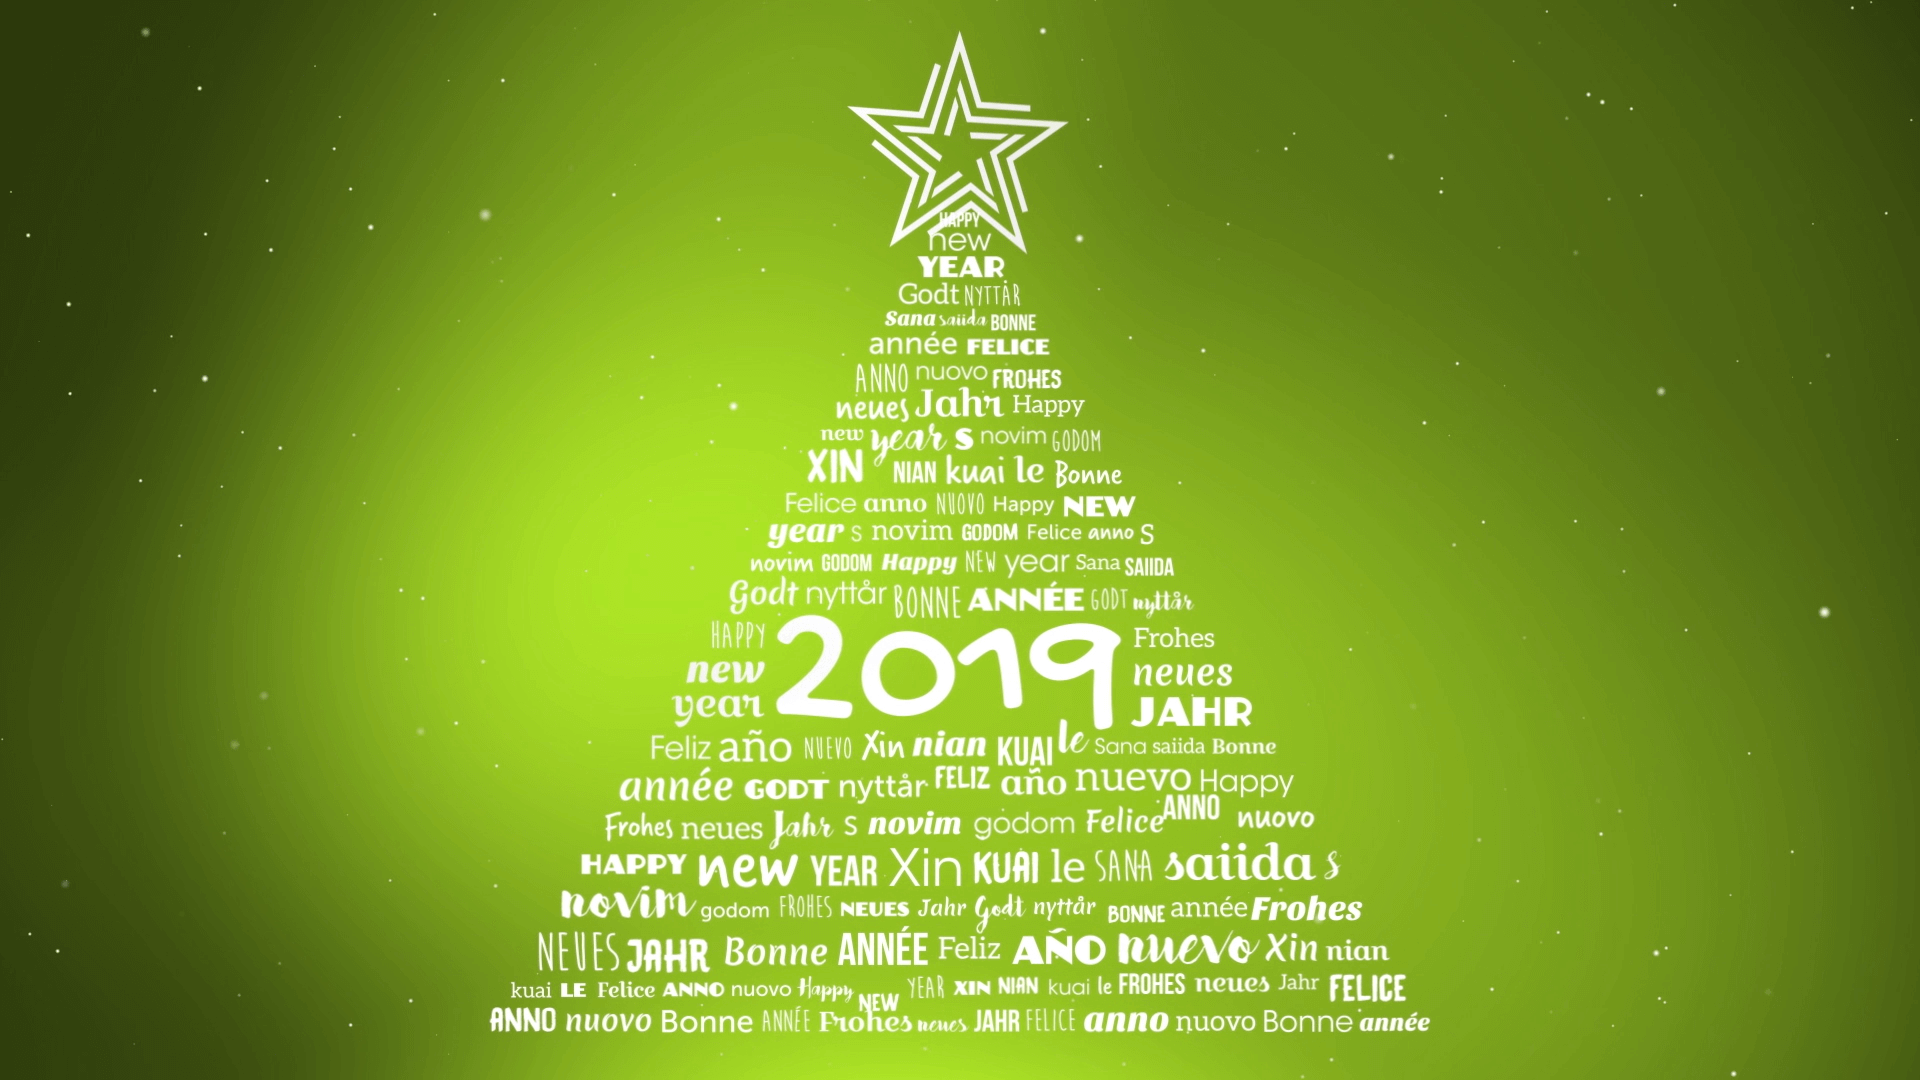 HAPPY
new
YEAR
Godt NYTTÅR
Sana saiida BONNE
année FELICE
ANNO nuovo FROHES
neues Jahr Happy
new year s novim GODOM
XIN NIAN kuai le Bonne
Felice anno NUOVO Happy NEW
year s novim GODOM Felice anno S
novim GODOM Happy NEW year Sana SAIIDA
Godt nyttår BONNE ANNÉE GODT nyttår
HAPPY 2019 Frohes
new neues
year JAHR
Feliz año NUEVO Xin nian KUAI le Sana saiida Bonne
année GODT nyttår FELIZ año nuevo Happy
Frohes neues Jahr S novim godom Felice ANNO nuovo
HAPPY new YEAR Xin KUAI le SANA saiida s
novim godom FROHES NEUES Jahr Godt nyttår BONNE année Frohes
NEUES JAHR Bonne ANNÉE Feliz AÑO nuevo Xin nian
kuai LE Felice ANNO nuovo Happy NEW YEAR XIN NIAN kuai le FROHES neues Jahr FELICE
ANNO nuovo Bonne ANNÉE Frohes neues JAHR FELICE anno nuovo Bonne année